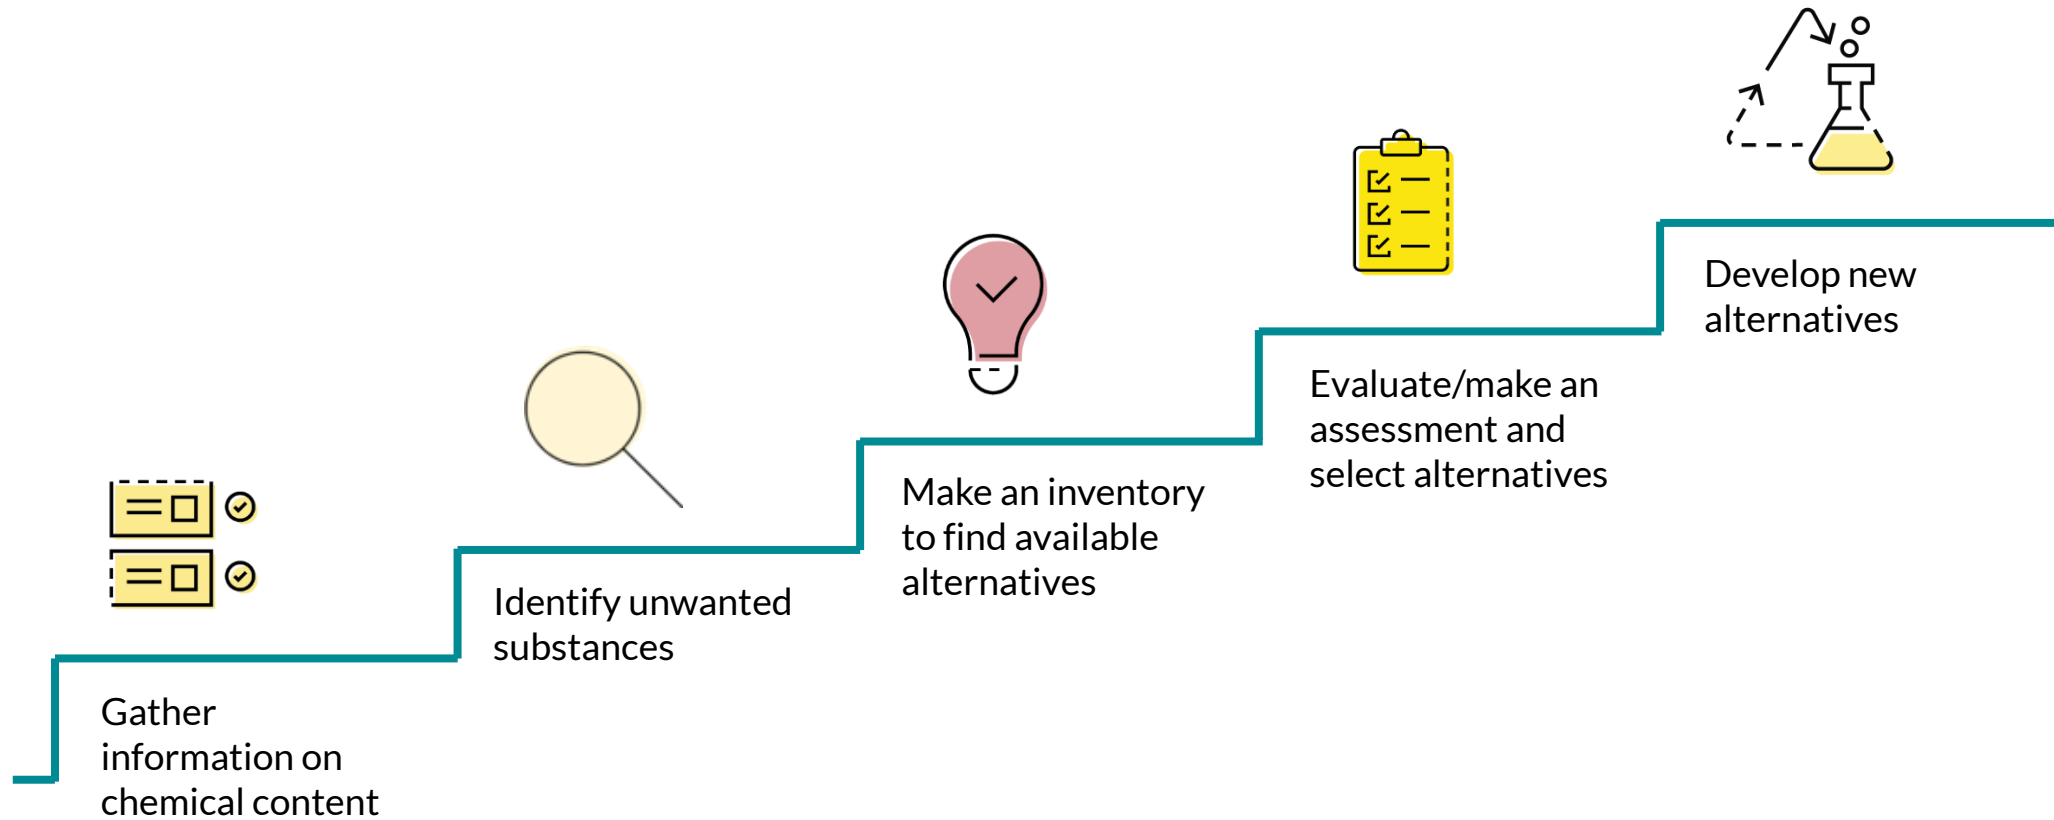 Gather
information on
chemical content
Identify unwanted
substances
Make an inventory
to find available
alternatives
Evaluate/make an
assessment and
select alternatives
Develop new
alternatives